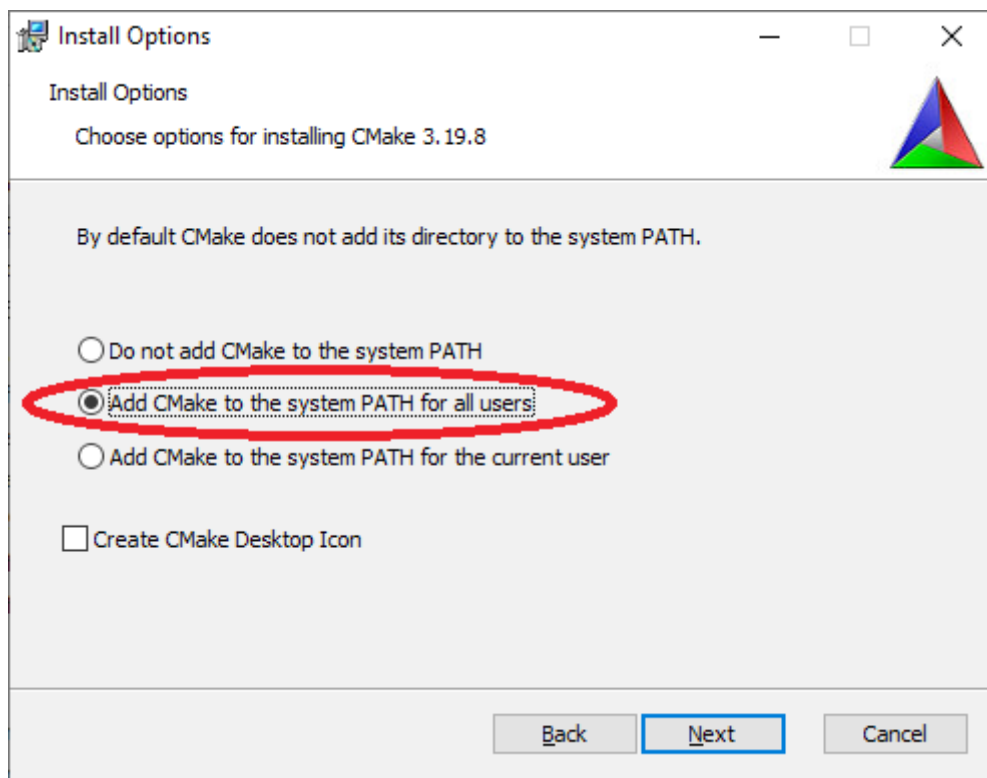 Install Options
Install Options
Choose options for installing CMake 3.19.8
By default CMake does not add its directory to the system PATH.
Do not add CMake to the system PATH
Add CMake to the system PATH for all users
Add CMake to the system PATH for the current user
Create CMake Desktop Icon
Back Next Cancel